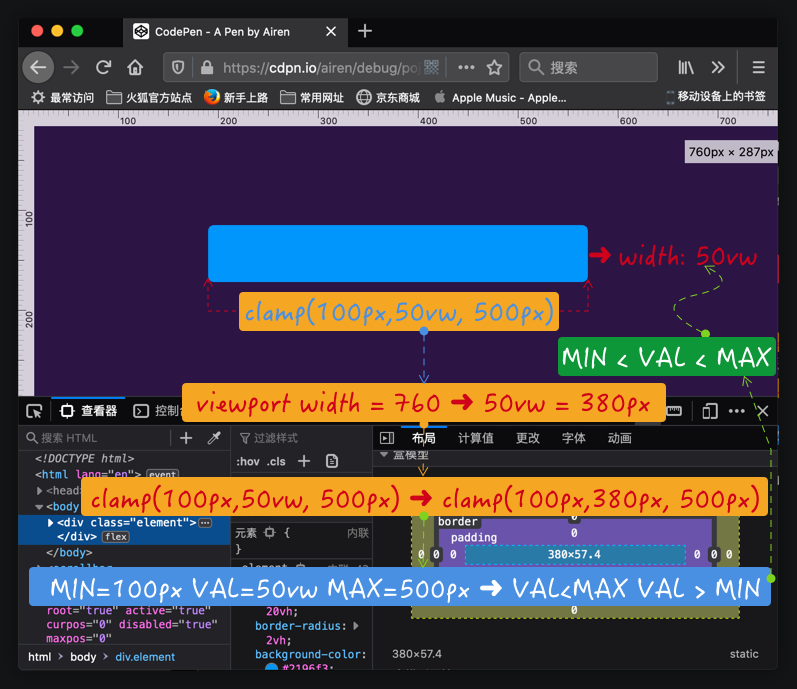 CodePen - A Pen by Airen
https://cdpn.io/airen/debug/po
搜索
最常访问 火狐官方站点 新手上路 常用网址 京东商城 Apple Music - Apple… 移动设备上的书签
100 200 300 400 500 600 700
760px × 287px
100
➜ width: 50vw
clamp(100px,50vw, 500px)
200
MIN < VAL < MAX
viewport width = 760 ➜ 50vw = 380px
查看器 控制
搜索 HTML
过滤样式
布局 计算值 更改 字体 动画
:hov .cls +
盒模型
<!DOCTYPE html>
<html lang="en"> event
<head>
clamp(100px,50vw, 500px) ➜ clamp(100px,380px, 500px)
<body
<div class="element">
</div> flex
</body>
元素 { 内联
}
border 0
padding 0
0 0 0 380×57.4 0 0 0
MIN=100px VAL=50vw MAX=500px ➜ VAL<MAX VAL > MIN
root="true" active="true"
curpos="0" disabled="true"
maxpos="0"
20vh;
border-radius:
2vh;
background-color:
#2196f3;
0
html > body > div.element
380×57.4 static